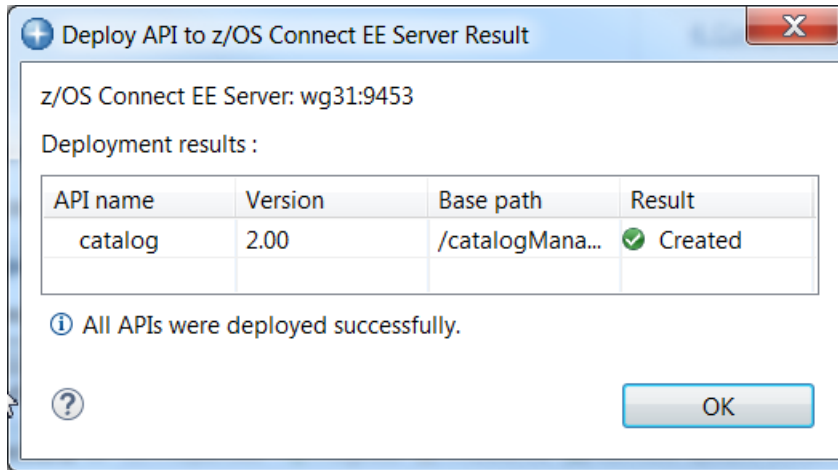 Deploy API to z/OS Connect EE Server Result
z/OS Connect EE Server: wg31:9453
Deployment results :
API name Version Base path Result
catalog 2.00 /catalogMana... Created
All APIs were deployed successfully.
OK